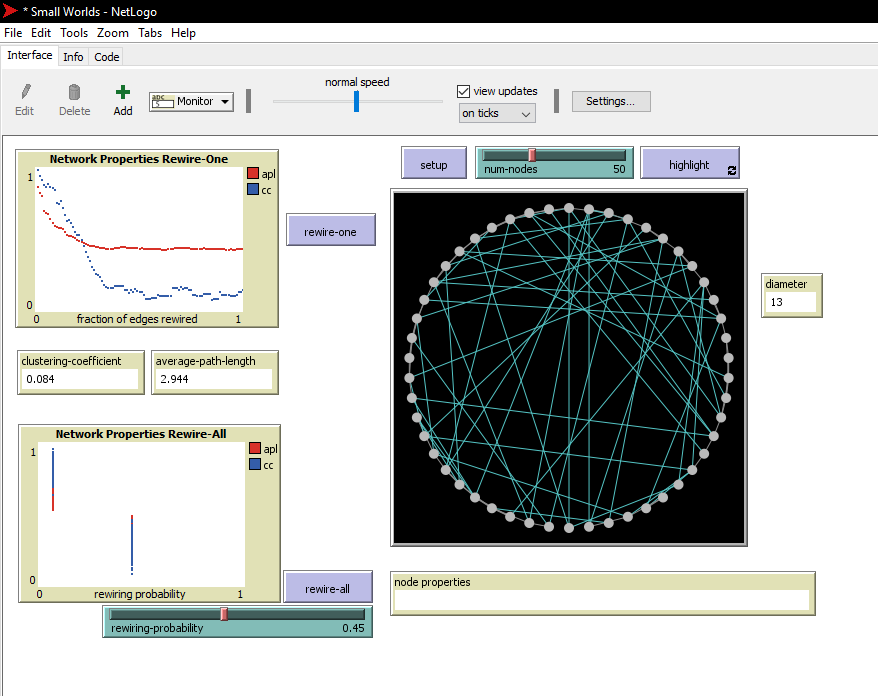 * Small Worlds - NetLogo
File Edit Tools Zoom Tabs Help
Interface Info Code
normal speed
Edit Delete Add
abc
5
Monitor
view updates
on ticks
Settings...
Network Properties Rewire-One
1
0
0 fraction of edges rewired 1
apl
cc
rewire-one
setup
num-nodes 50
highlight
diameter
13
clustering-coefficient
0.084
average-path-length
2.944
Network Properties Rewire-All
1
0
0 rewiring probability 1
apl
cc
rewire-all
rewiring-probability 0.45
node properties